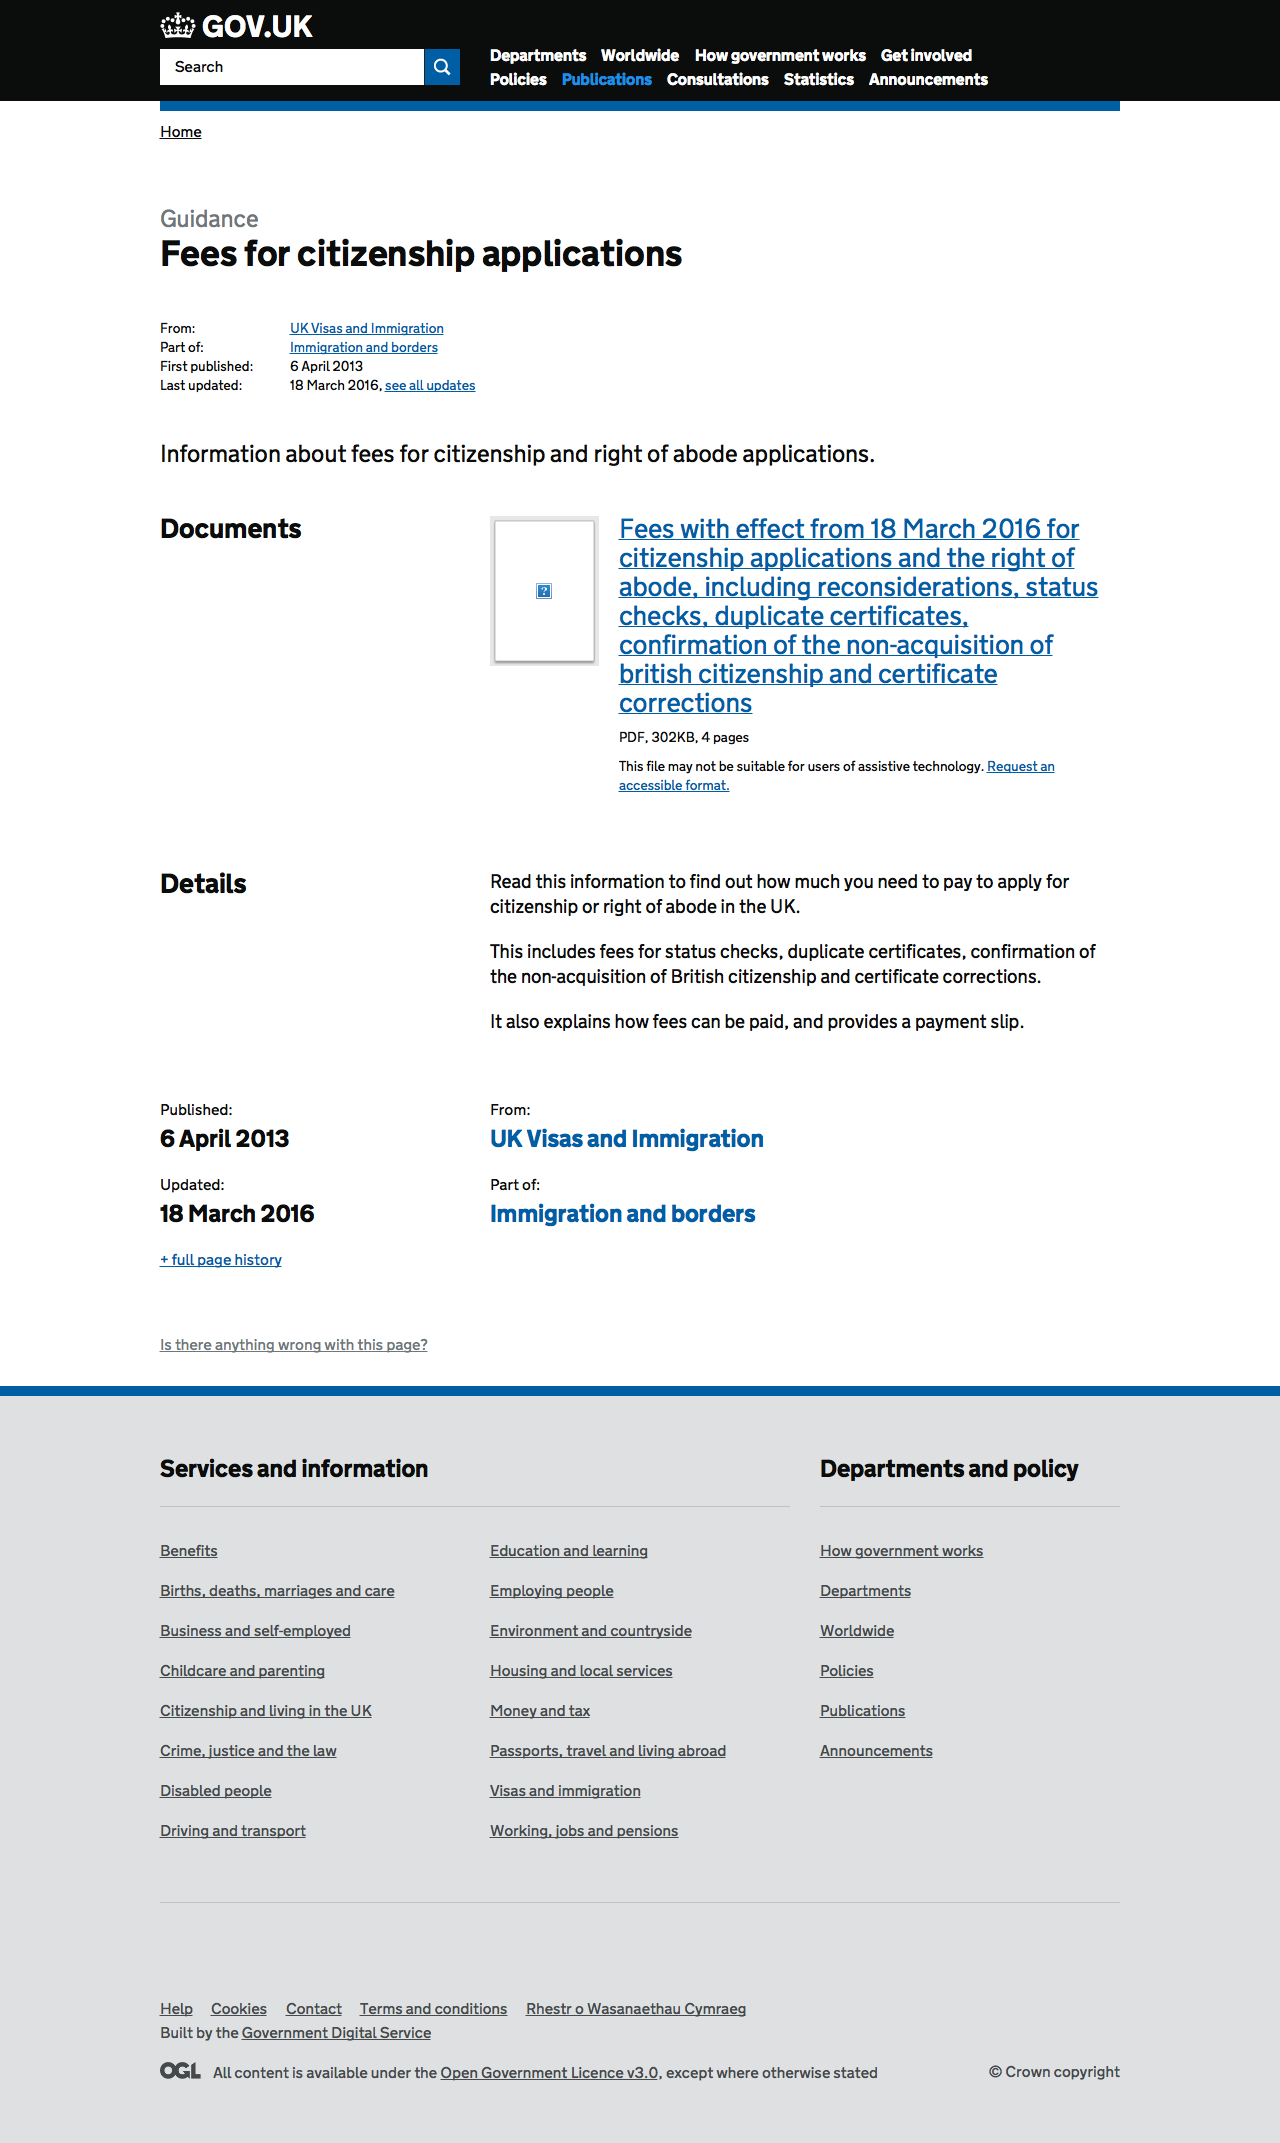 GOV.UK
Search
Departments Worldwide How government works Get involved
Policies Publications Consultations Statistics Announcements
Home
Guidance
Fees for citizenship applications
From: UK Visas and Immigration
Part of: Immigration and borders
First published: 6 April 2013
Last updated: 18 March 2016, see all updates
Information about fees for citizenship and right of abode applications.
Documents
Fees with effect from 18 March 2016 for
citizenship applications and the right of
abode, including reconsiderations, status
checks, duplicate certificates,
confirmation of the non-acquisition of
british citizenship and certificate
corrections
PDF, 302KB, 4 pages
This file may not be suitable for users of assistive technology. Request an
accessible format.
Details
Read this information to find out how much you need to pay to apply for
citizenship or right of abode in the UK.
This includes fees for status checks, duplicate certificates, confirmation of
the non-acquisition of British citizenship and certificate corrections.
It also explains how fees can be paid, and provides a payment slip.
Published:
6 April 2013
From:
UK Visas and Immigration
Updated:
18 March 2016
Part of:
Immigration and borders
+ full page history
Is there anything wrong with this page?
Services and information
Benefits
Births, deaths, marriages and care
Business and self-employed
Childcare and parenting
Citizenship and living in the UK
Crime, justice and the law
Disabled people
Driving and transport
Education and learning
Employing people
Environment and countryside
Housing and local services
Money and tax
Passports, travel and living abroad
Visas and immigration
Working, jobs and pensions
Departments and policy
How government works
Departments
Worldwide
Policies
Publications
Announcements
Help Cookies Contact Terms and conditions Rhestr o Wasanaethau Cymraeg
Built by the Government Digital Service
OGL All content is available under the Open Government Licence v3.0, except where otherwise stated
© Crown copyright